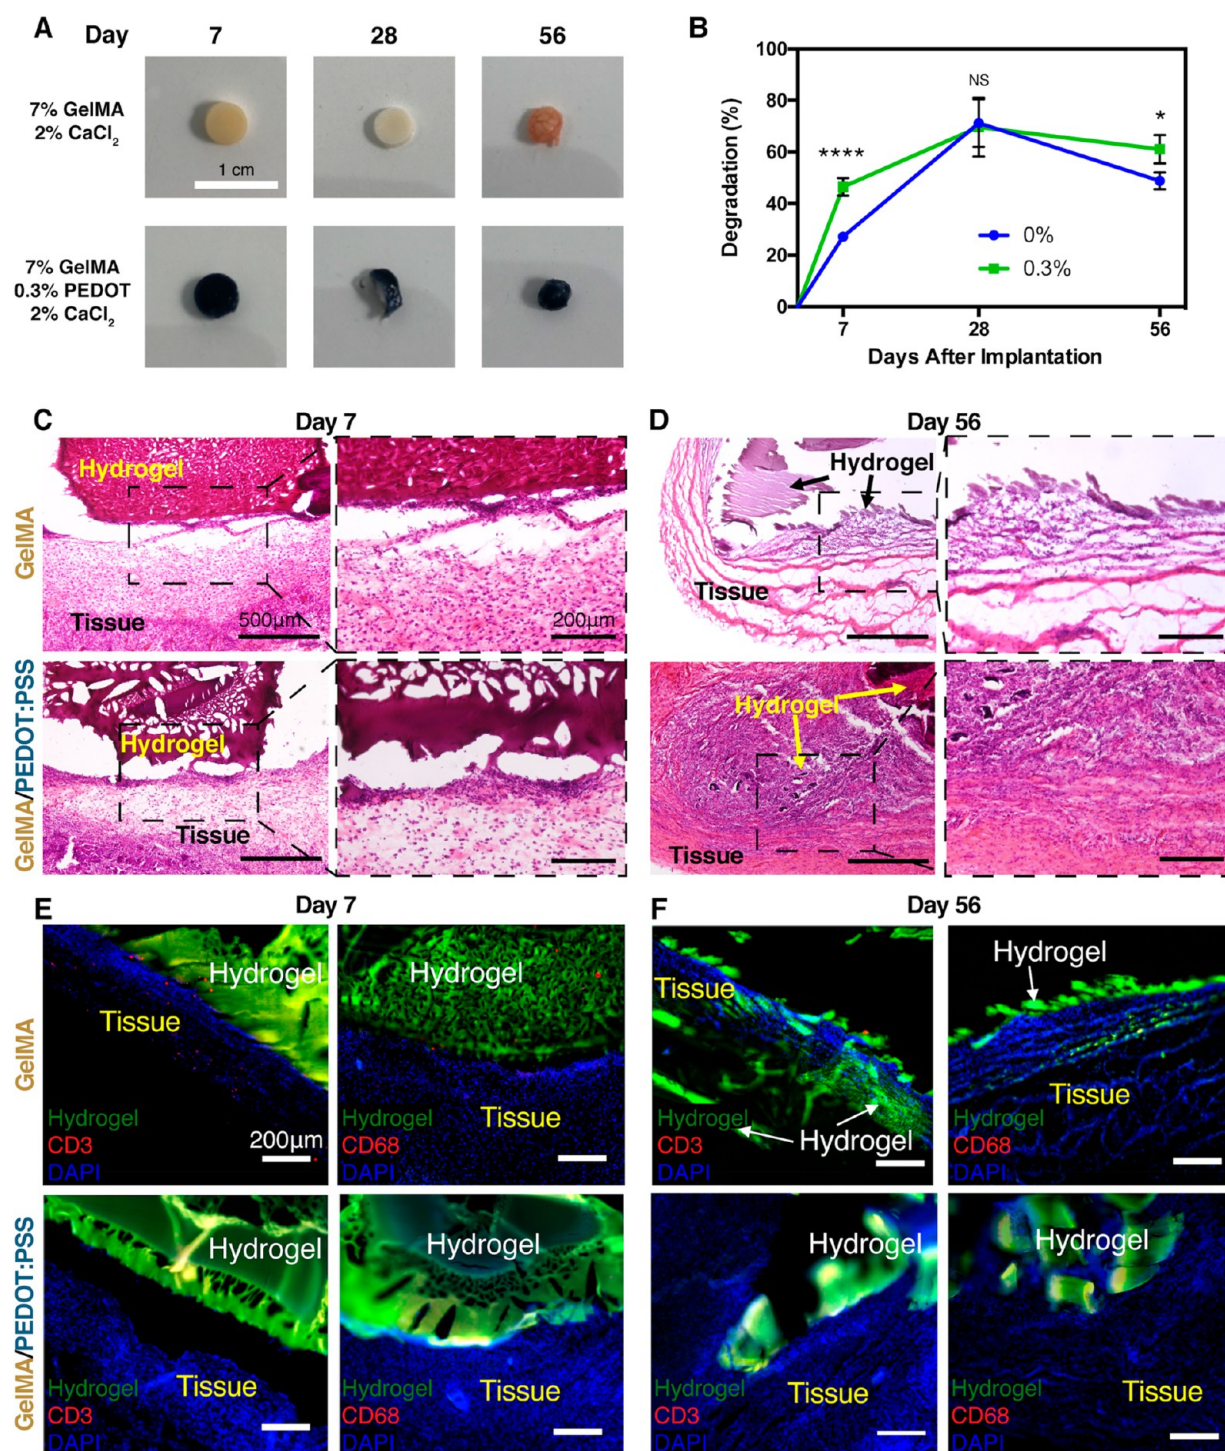 A Day 7 28 56
7% GelMA
2% CaCl₂
1 cm
7% GelMA
0.3% PEDOT
2% CaCl₂
B
100
80
60
40
20
0
Degradation (%)
****
NS
*
0%
0.3%
7 28 56
Days After Implantation
C Day 7
GelMA
Hydrogel
Tissue
500µm
200µm
GelMA/PEDOT:PSS
Hydrogel
Tissue
D Day 56
Hydrogel
Tissue
Hydrogel
Tissue
E Day 7
GelMA
Hydrogel
Tissue
Hydrogel
CD3
DAPI
200µm
Hydrogel
Tissue
Hydrogel
CD68
DAPI
GelMA/PEDOT:PSS
Hydrogel
Tissue
Hydrogel
CD3
DAPI
Hydrogel
Tissue
Hydrogel
CD68
DAPI
F Day 56
Tissue
Hydrogel
Hydrogel
CD3
DAPI
Hydrogel
Tissue
Hydrogel
CD68
DAPI
Hydrogel
Tissue
Hydrogel
CD3
DAPI
Hydrogel
Tissue
Hydrogel
CD68
DAPI